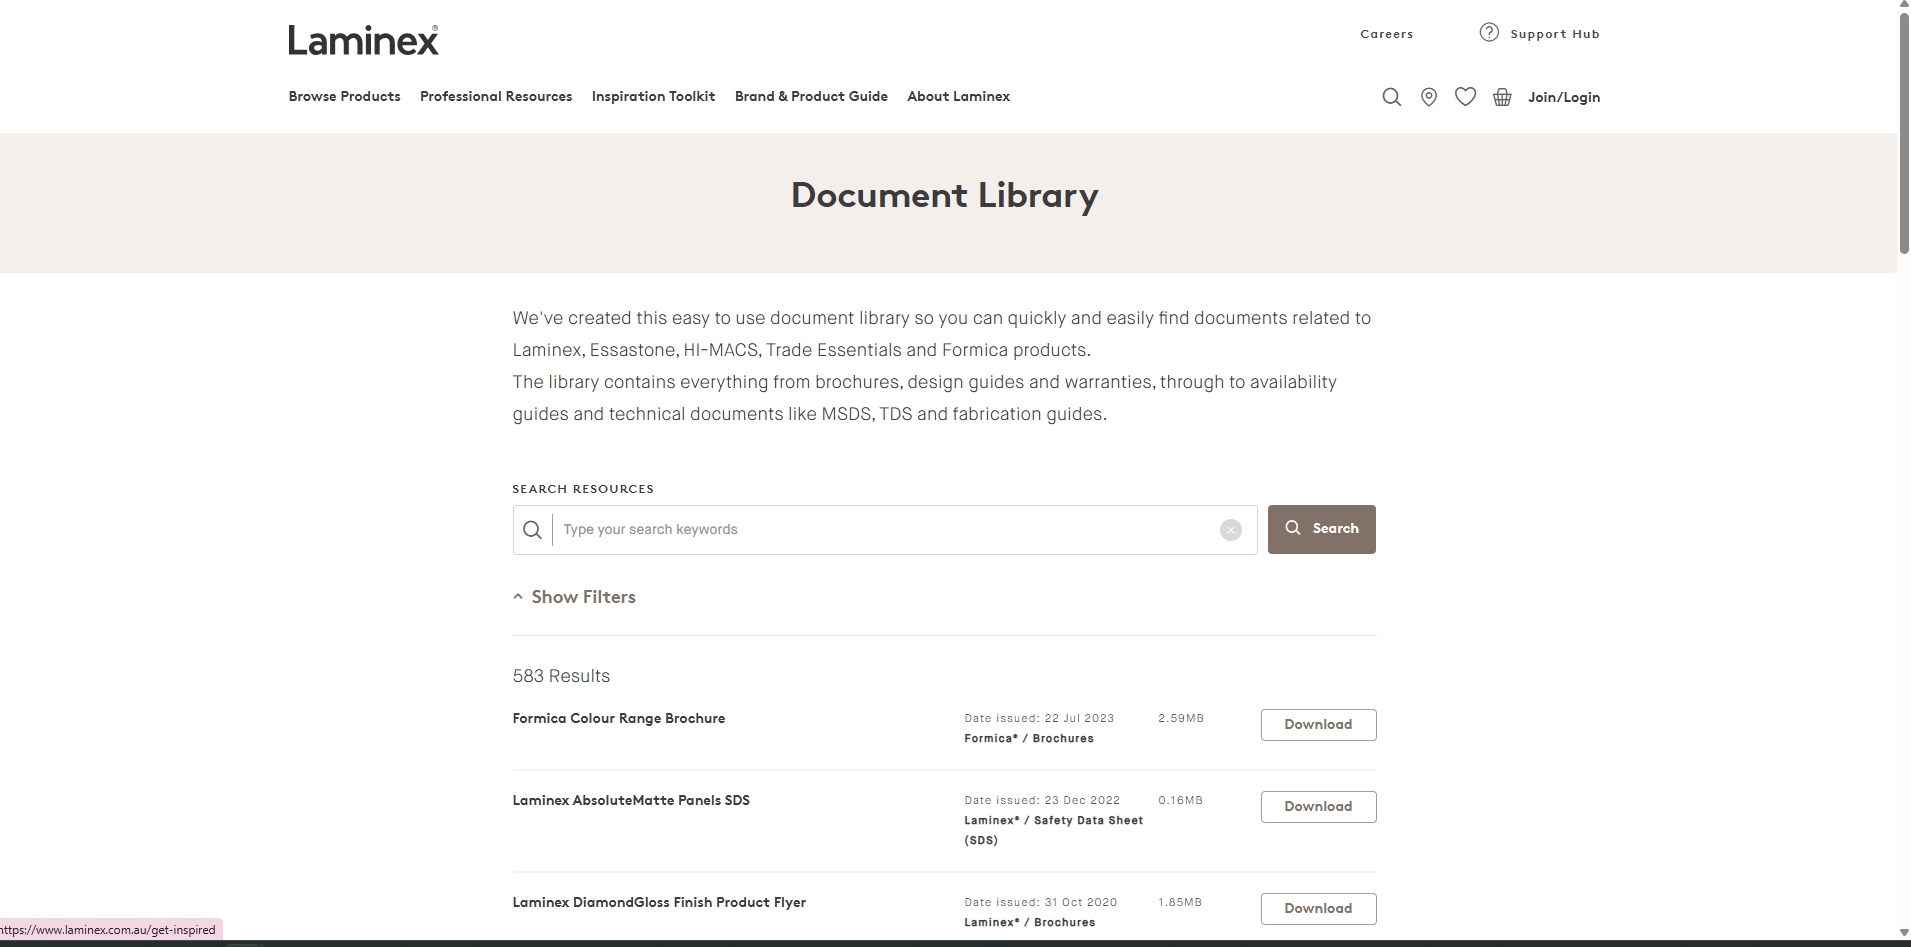 Laminex®
Careers
Support Hub
Browse Products
Professional Resources
Inspiration Toolkit
Brand & Product Guide
About Laminex
Join/Login
Document Library
We've created this easy to use document library so you can quickly and easily find documents related to
Laminex, Essastone, HI-MACS, Trade Essentials and Formica products.
The library contains everything from brochures, design guides and warranties, through to availability
guides and technical documents like MSDS, TDS and fabrication guides.
SEARCH RESOURCES
Type your search keywords
Search
Show Filters
583 Results
Formica Colour Range Brochure
Date issued: 22 Jul 2023
2.59MB
Formica® / Brochures
Download
Laminex AbsoluteMatte Panels SDS
Date issued: 23 Dec 2022
0.16MB
Laminex® / Safety Data Sheet
(SDS)
Download
Laminex DiamondGloss Finish Product Flyer
Date issued: 31 Oct 2020
1.85MB
Laminex® / Brochures
Download
https://www.laminex.com.au/get-inspired